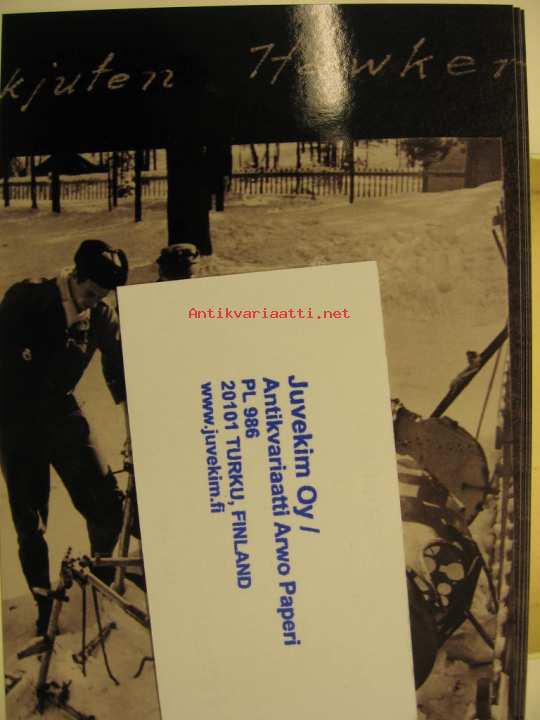 kjuten Hawker
Antikvariaatti.net
Juvekim Oy /
Antikvariaatti Arwo Paperi
PL 986
20101 TURKU, FINLAND
www.juvekim.fi